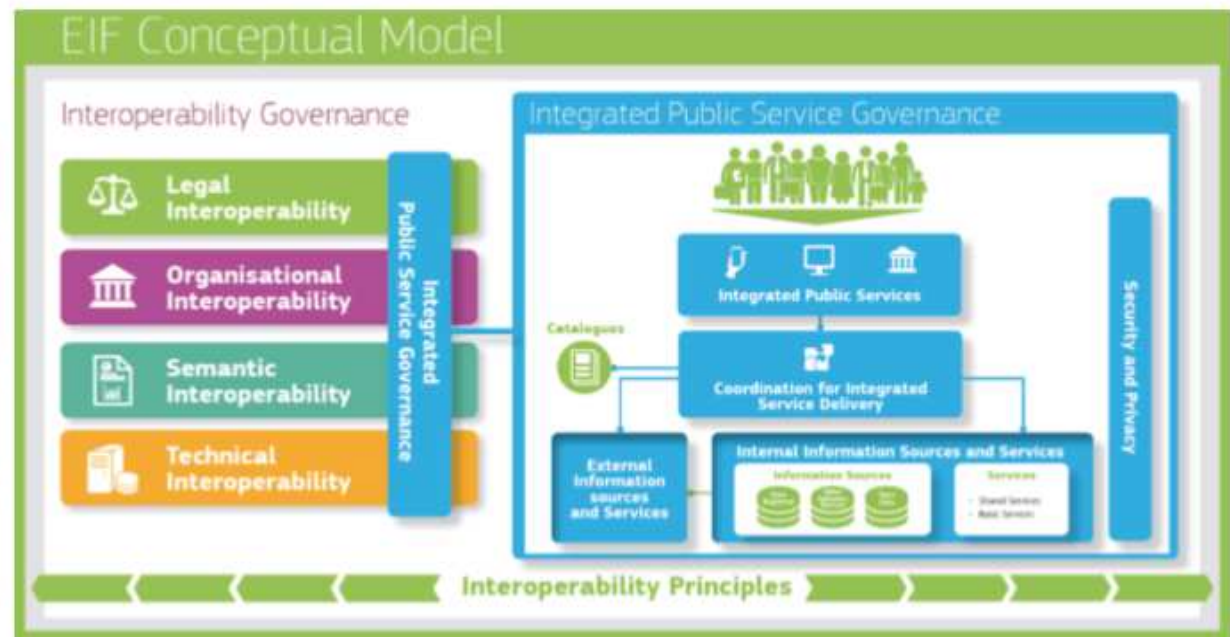 EIF Conceptual Model
Interoperability Governance
Legal
Interoperability
Organisational
Interoperability
Semantic
Interoperability
Technical
Interoperability
Integrated
Public Service Governance
Integrated Public Service Governance
Integrated Public Services
Catalogues
Coordination for Integrated
Service Delivery
External
Information
sources
and Services
Internal Information Sources and Services
Information Sources
Services
- Shared Services
- Basic Services
Security and Privacy
Interoperability Principles